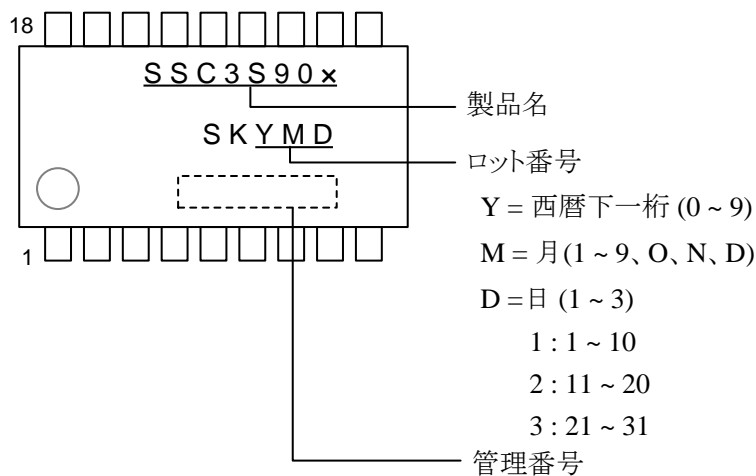 18
SSC3S90×
製品名
SKYMD
ロット番号
Y = 西暦下一桁 (0 ~ 9)
M = 月(1 ~ 9、O、N、D)
1
D =日 (1 ~ 3)
1 : 1 ~ 10
2 : 11 ~ 20
3 : 21 ~ 31
管理番号